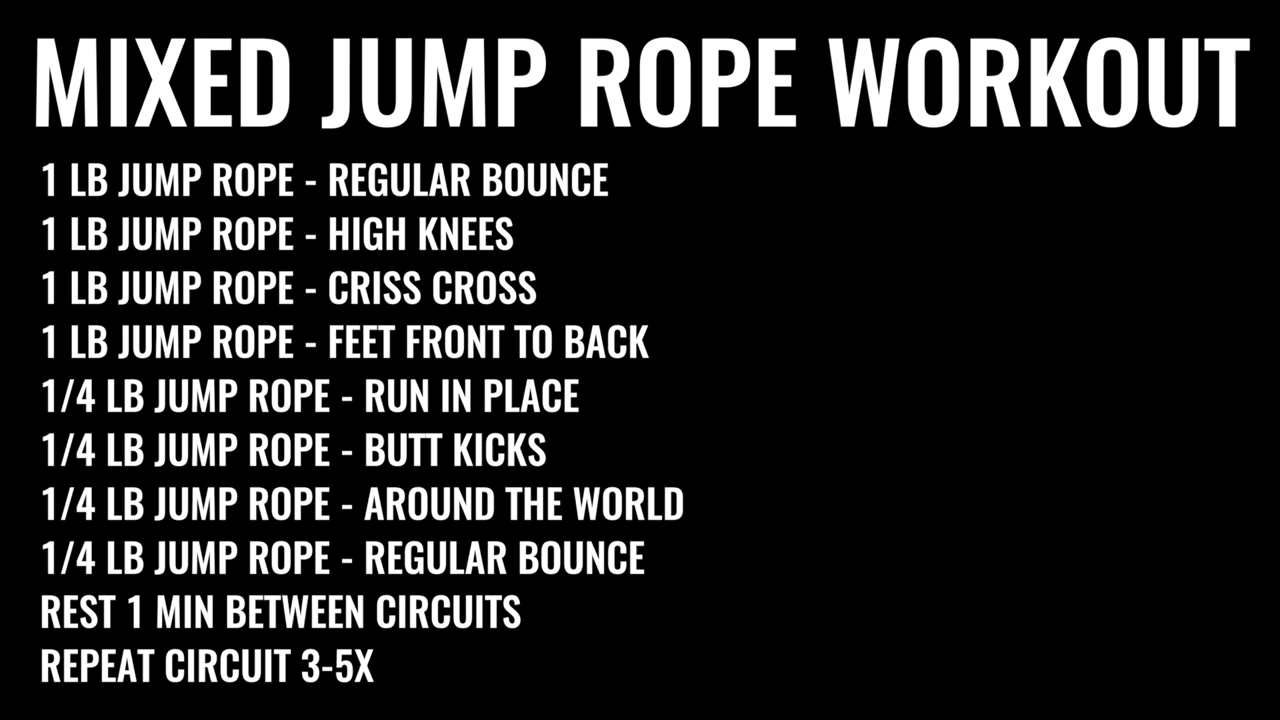 MIXED JUMP ROPE WORKOUT
1 LB JUMP ROPE - REGULAR BOUNCE
1 LB JUMP ROPE - HIGH KNEES
1 LB JUMP ROPE - CRISS CROSS
1 LB JUMP ROPE - FEET FRONT TO BACK
1/4 LB JUMP ROPE - RUN IN PLACE
1/4 LB JUMP ROPE - BUTT KICKS
1/4 LB JUMP ROPE - AROUND THE WORLD
1/4 LB JUMP ROPE - REGULAR BOUNCE
REST 1 MIN BETWEEN CIRCUITS
REPEAT CIRCUIT 3-5X